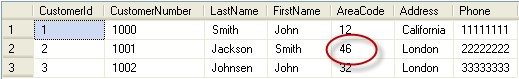 CustomerId CustomerNumber LastName FirstName AreaCode Address Phone
1 1 1000 Smith John 12 California 11111111
2 2 1001 Jackson Smith 46 London 22222222
3 3 1002 Johnsen John 32 London 33333333